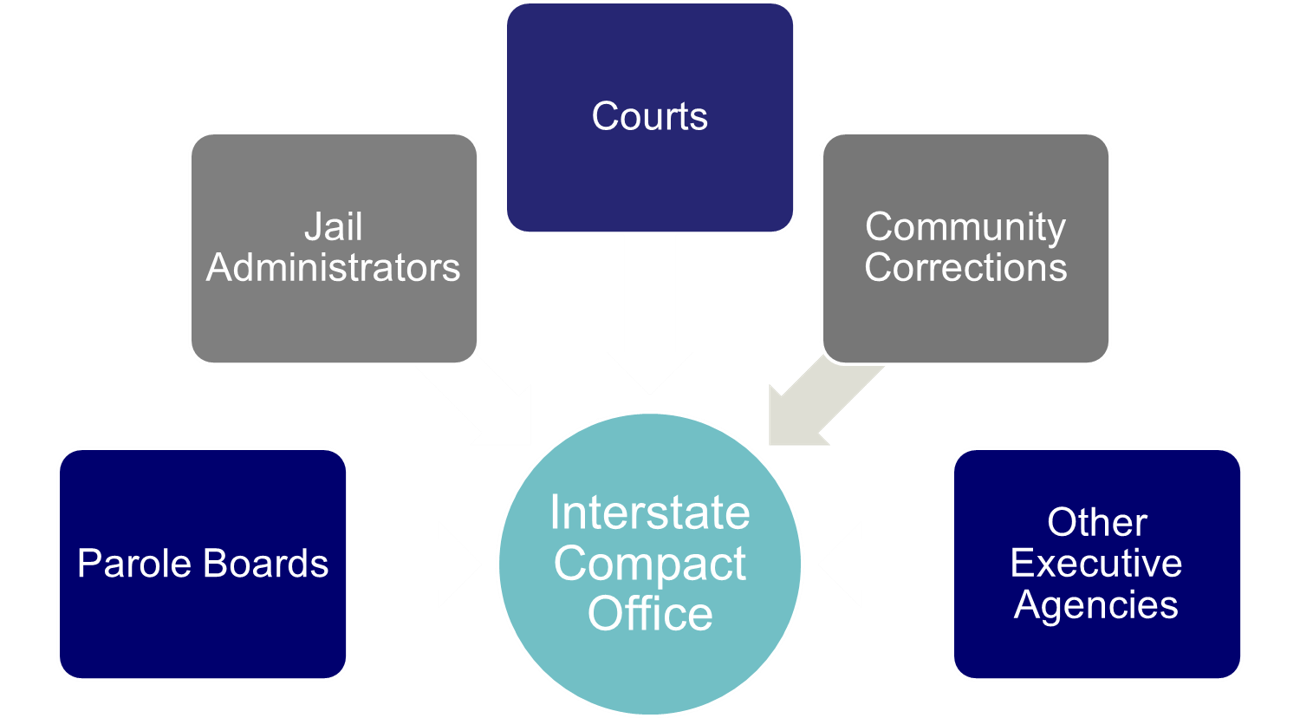 Courts
Jail
Administrators
Community
Corrections
Parole Boards
Interstate
Compact
Office
Other
Executive
Agencies